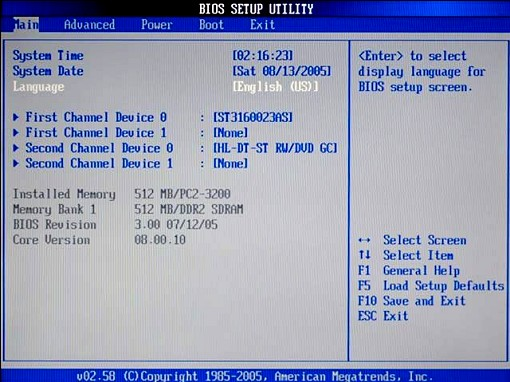 BIOS SETUP UTILITY
Main Advanced Power Boot Exit
System Time [02:16:23]
System Date [Sat 08/13/2005]
Language [English (US)]
First Channel Device 0 : [ST3160023AS]
First Channel Device 1 : [None]
Second Channel Device 0 : [HL-DT-ST RW/DVD GC]
Second Channel Device 1 : [None]
Installed Memory 512 MB/PC2-3200
Memory Bank 1 512 MB/DDR2 SDRAM
BIOS Revision 3.00 07/12/05
Core Version 08.00.10
<Enter> to select
display language for
BIOS setup screen.
↔ Select Screen
↑↓ Select Item
F1 General Help
F5 Load Setup Defaults
F10 Save and Exit
ESC Exit
v02.58 (C)Copyright 1985-2005, American Megatrends, Inc.